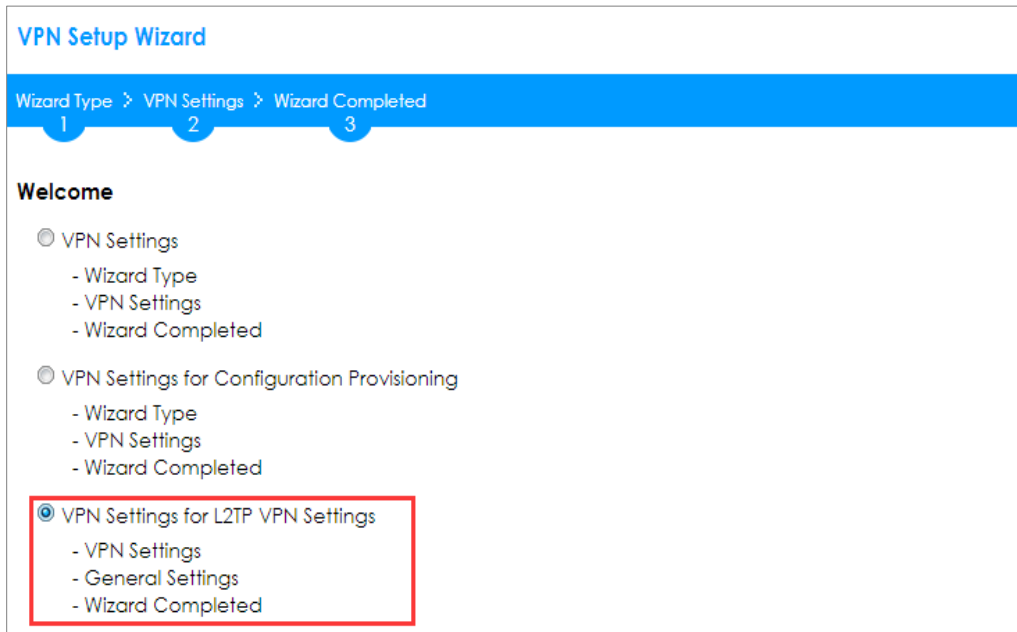 VPN Setup Wizard
Wizard Type > VPN Settings > Wizard Completed
1 2 3
Welcome
VPN Settings
- Wizard Type
- VPN Settings
- Wizard Completed
VPN Settings for Configuration Provisioning
- Wizard Type
- VPN Settings
- Wizard Completed
VPN Settings for L2TP VPN Settings
- VPN Settings
- General Settings
- Wizard Completed